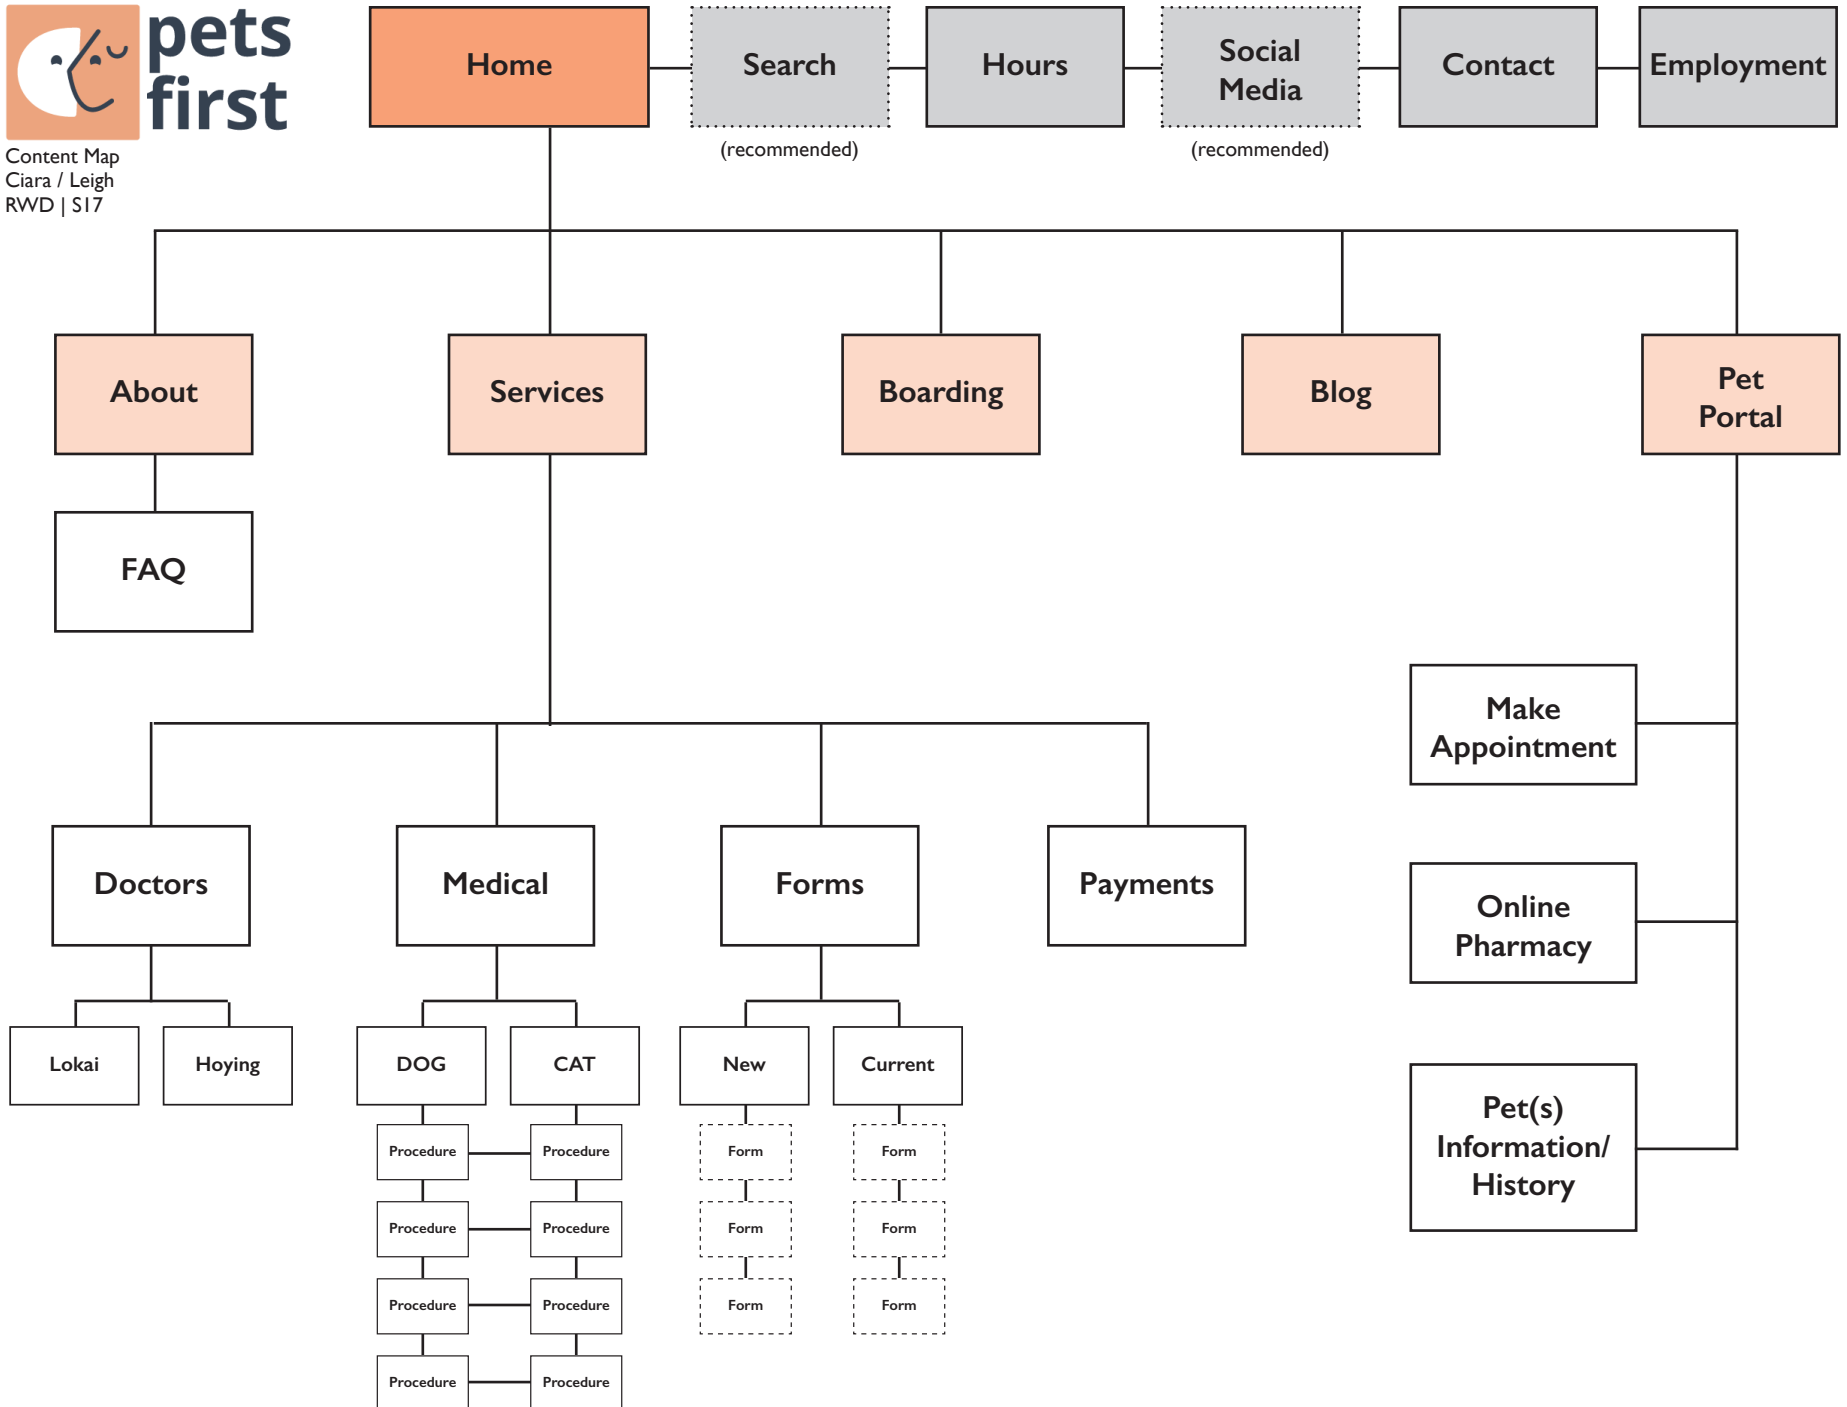 pets
first
Content Map
Ciara / Leigh
RWD | S17
Home
Search
(recommended)
Hours
Social
Media
(recommended)
Contact
Employment
About
Services
Boarding
Blog
Pet
Portal
FAQ
Make
Appointment
Online
Pharmacy
Pet(s)
Information/
History
Doctors
Medical
Forms
Payments
Lokai
Hoying
DOG
CAT
New
Current
Procedure
Procedure
Form
Form
Procedure
Procedure
Form
Form
Procedure
Procedure
Form
Form
Procedure
Procedure